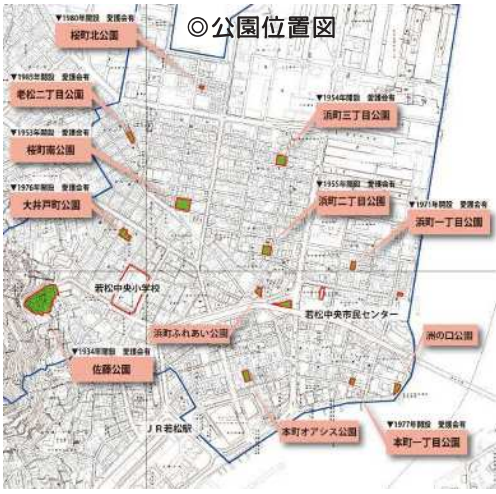 ◎公園位置図
▼1980年開設 愛護会有
桜町北公園
▼1985年開設 愛護会有
老松二丁目公園
▼1954年開設 愛護会有
浜町三丁目公園
▼1953年開設 愛護会有
桜町南公園
▼1976年開設 愛護会有
大井戸町公園
▼1955年開設 愛護会有
浜町二丁目公園
▼1971年開設 愛護会有
浜町一丁目公園
若松中央小学校
浜町ふれあい公園
若松中央市民センター
洲の口公園
▼1934年開設 愛護会有
佐藤公園
JR若松駅
本町オアシス公園
▼1977年開設 愛護会有
本町一丁目公園